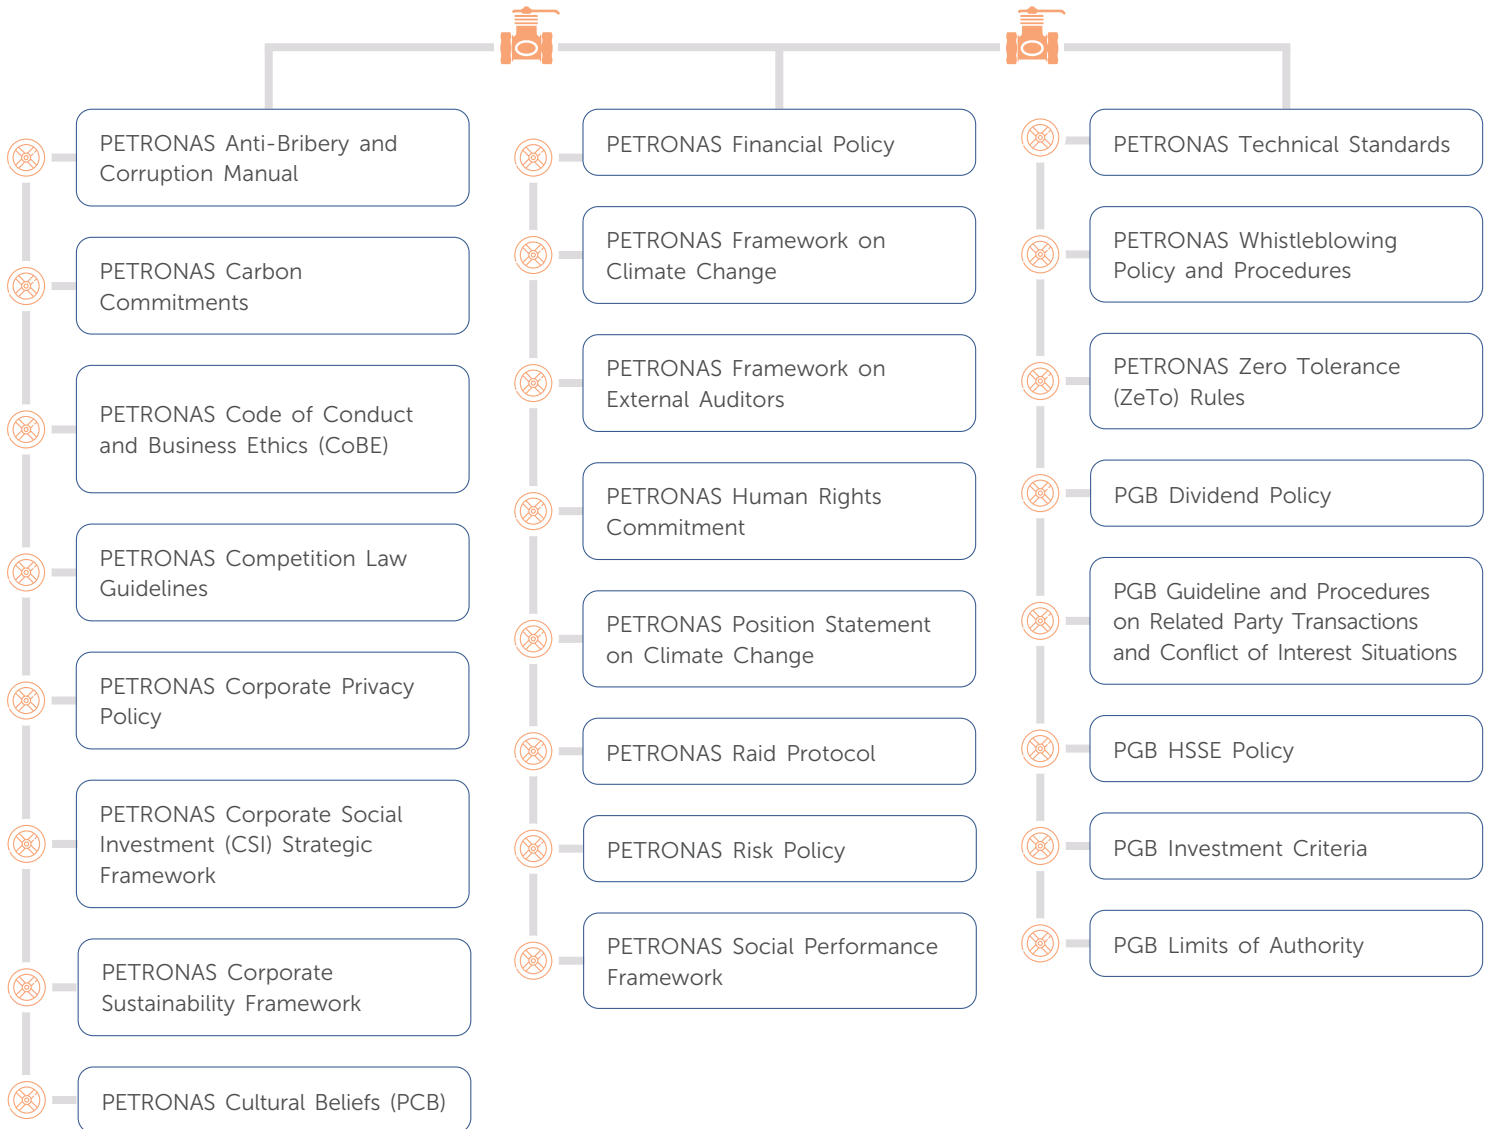 PETRONAS Anti-Bribery and
Corruption Manual
PETRONAS Carbon
Commitments
PETRONAS Code of Conduct
and Business Ethics (CoBE)
PETRONAS Competition Law
Guidelines
PETRONAS Corporate Privacy
Policy
PETRONAS Corporate Social
Investment (CSI) Strategic
Framework
PETRONAS Corporate
Sustainability Framework
PETRONAS Cultural Beliefs (PCB)
PETRONAS Financial Policy
PETRONAS Framework on
Climate Change
PETRONAS Framework on
External Auditors
PETRONAS Human Rights
Commitment
PETRONAS Position Statement
on Climate Change
PETRONAS Raid Protocol
PETRONAS Risk Policy
PETRONAS Social Performance
Framework
PETRONAS Technical Standards
PETRONAS Whistleblowing
Policy and Procedures
PETRONAS Zero Tolerance
(ZeTo) Rules
PGB Dividend Policy
PGB Guideline and Procedures
on Related Party Transactions
and Conflict of Interest Situations
PGB HSSE Policy
PGB Investment Criteria
PGB Limits of Authority